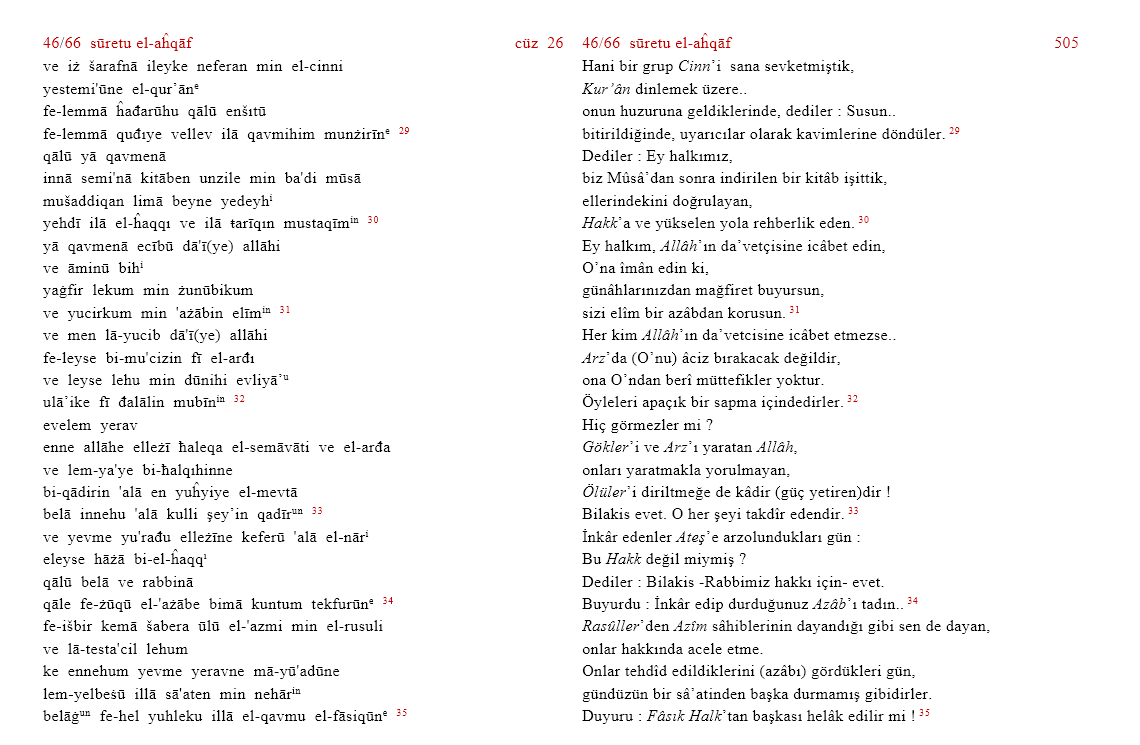 46/66 sūretu el-aĥqāf cüz 26
ve iż šarafnā ileyke neferan min el-cinni
yestemi'ūne el-qur'ānᵉ
fe-lemmā ĥađarūhu qālū enšıtū
fe-lemmā quđıye vellev ilā qavmihim munżirīnᵉ 29
qālū yā qavmenā
innā semi'nā kitāben unzile min ba'di mūsā
mušaddiqan limā beyne yedeyhⁱ
yehdī ilā el-ĥaqqı ve ilā ŧarīqın mustaqīmⁱⁿ 30
yā qavmenā ecībū dā'ī(ye) allāhi
ve āminū bihⁱ
yaġfir lekum min żunūbikum
ve yucirkum min 'ażābin elīmⁱⁿ 31
ve men lā-yucib dā'ī(ye) allāhi
fe-leyse bi-mu'cizin fī el-arđı
ve leyse lehu min dūnihi evliyā'ᵘ
ulā'ike fī đalālin mubīnⁱⁿ 32
evelem yerav
enne allāhe elleżī ħaleqa el-semāvāti ve el-arđa
ve lem-ya'ye bi-ħalqıhinne
bi-qādirin 'alā en yuĥyiye el-mevtā
belā innehu 'alā kulli şey'in qadīrᵘⁿ 33
ve yevme yu'rađu elleżīne keferū 'alā el-nārⁱ
eleyse hāżā bi-el-ĥaqqᶦ
qālū belā ve rabbinā
qāle fe-żūqū el-'ażābe bimā kuntum tekfurūnᵉ 34
fe-išbir kemā šabera ūlū el-'azmi min el-rusuli
ve lā-testa'cil lehum
ke ennehum yevme yeravne mā-yū'adūne
lem-yelbeṡū illā sā'aten min nehārⁱⁿ
belāġᵘⁿ fe-hel yuhleku illā el-qavmu el-fāsiqūnᵉ 35
46/66 sūretu el-aĥqāf 505
Hani bir grup Cinn'i sana sevketmiştik,
Kur'ân dinlemek üzere..
onun huzuruna geldiklerinde, dediler : Susun..
bitirildiğinde, uyarıcılar olarak kavimlerine döndüler. 29
Dediler : Ey halkımız,
biz Mûsâ'dan sonra indirilen bir kitâb işittik,
ellerindekini doğrulayan,
Hakk'a ve yükselen yola rehberlik eden. 30
Ey halkım, Allâh'ın da'vetçisine icâbet edin,
O'na îmân edin ki,
günâhlarınızdan mağfiret buyursun,
sizi elîm bir azâbdan korusun. 31
Her kim Allâh'ın da'vetcisine icâbet etmezse..
Arz'da (O'nu) âciz bırakacak değildir,
ona O'ndan berî müttefikler yoktur.
Öyleleri apaçık bir sapma içindedirler. 32
Hiç görmezler mi ?
Gökler'i ve Arz'ı yaratan Allâh,
onları yaratmakla yorulmayan,
Ölüler'i diriltmeğe de kâdir (güç yetiren)dir !
Bilakis evet. O her şeyi takdîr edendir. 33
İnkâr edenler Ateş'e arzolundukları gün :
Bu Hakk değil miymiş ?
Dediler : Bilakis -Rabbimiz hakkı için- evet.
Buyurdu : İnkâr edip durduğunuz Azâb'ı tadın.. 34
Rasûller'den Azîm sâhiblerinin dayandığı gibi sen de dayan,
onlar hakkında acele etme.
Onlar tehdîd edildiklerini (azâbı) gördükleri gün,
gündüzün bir sâ'atinden başka durmamış gibidirler.
Duyuru : Fâsık Halk'tan başkası helâk edilir mi ! 35